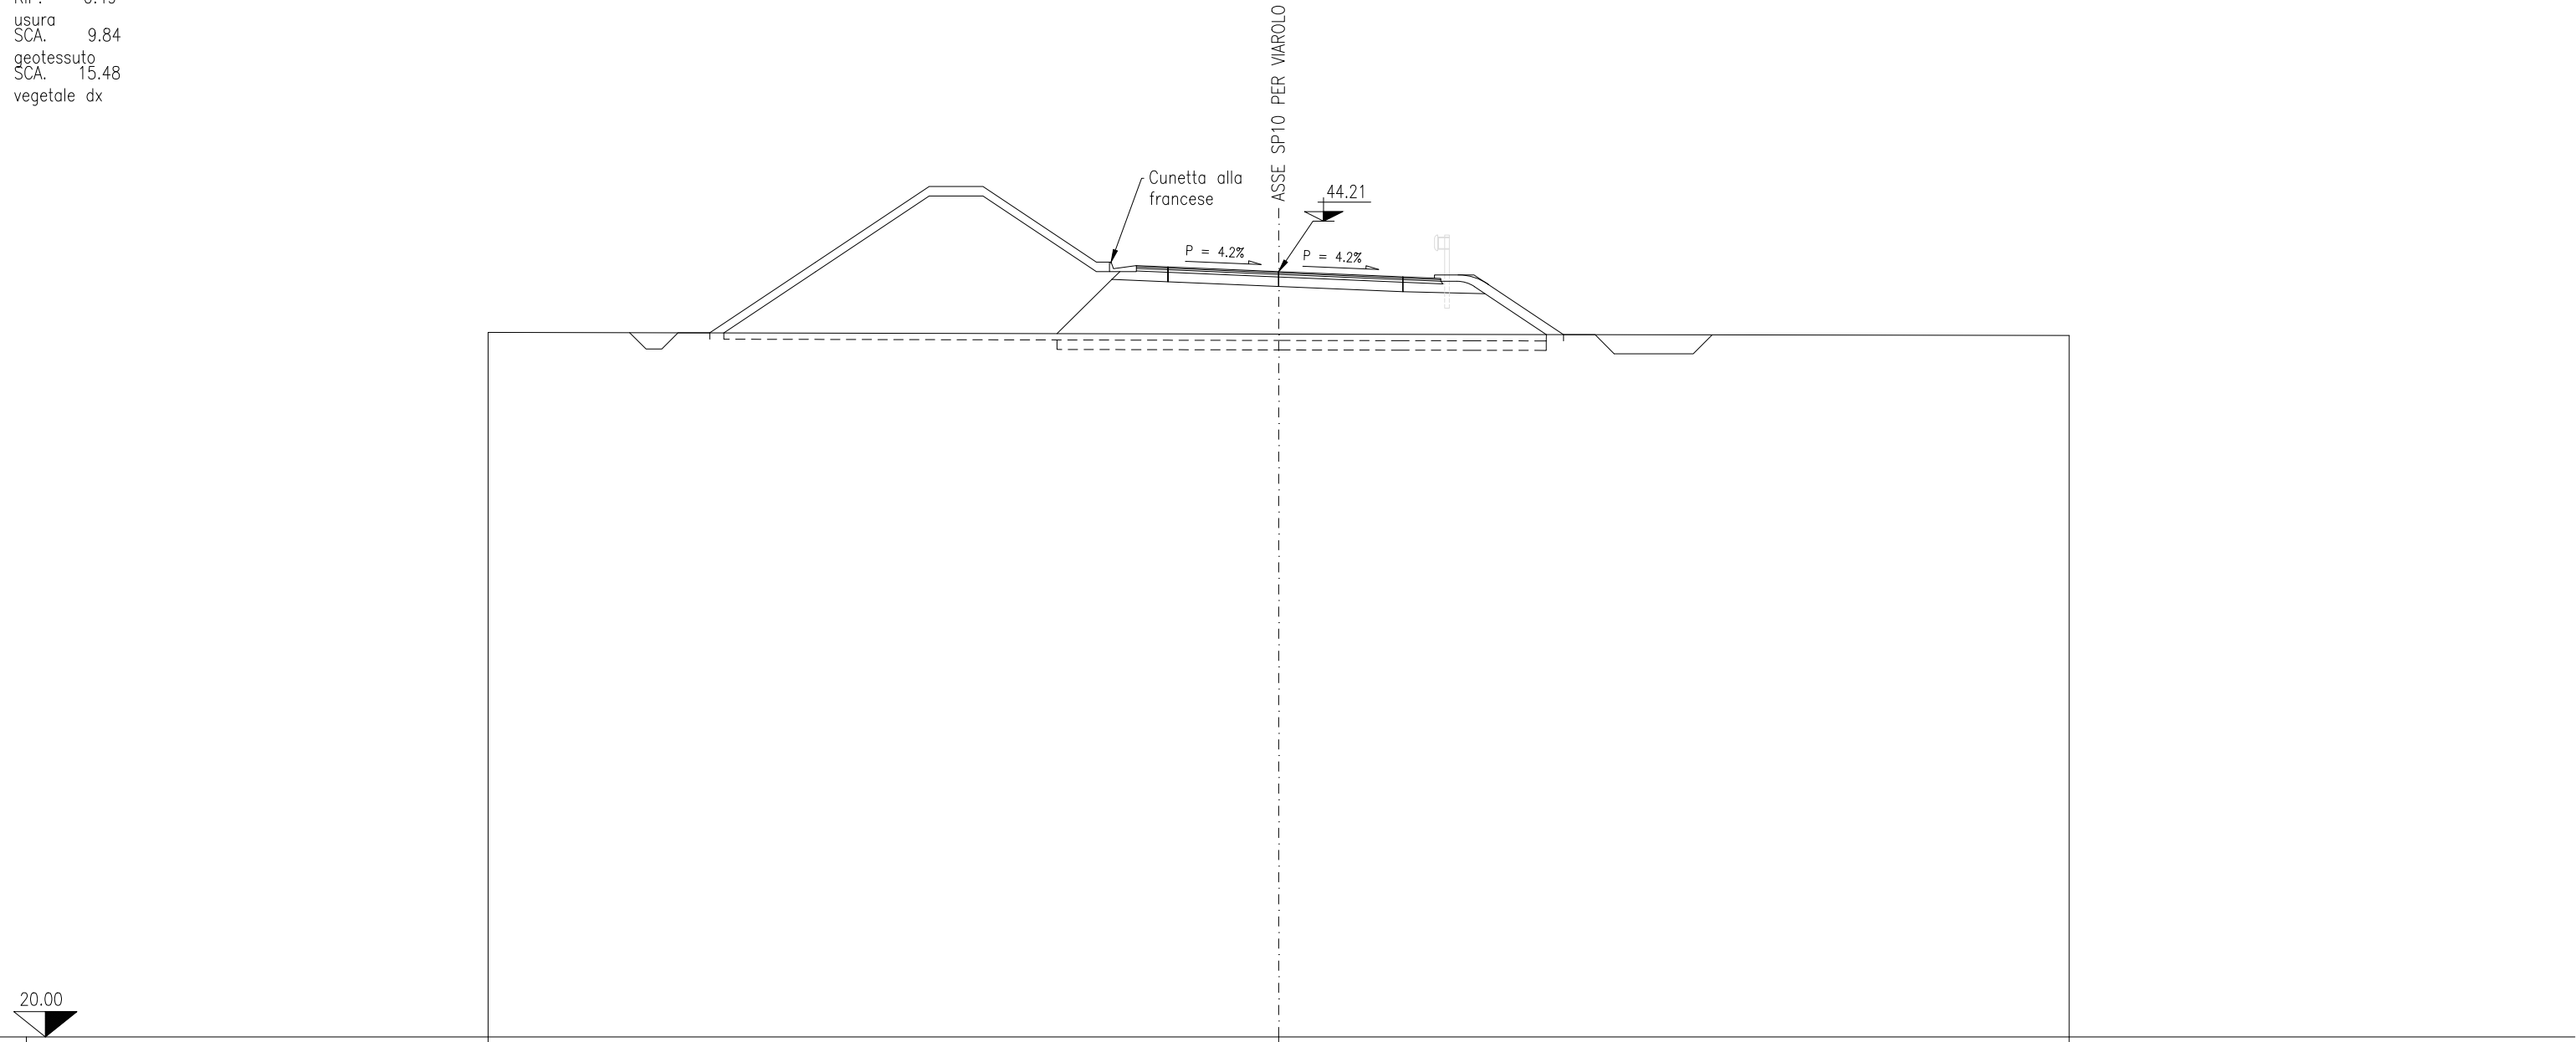 usura
SCA. 9.84
geotessuto
SCA. 15.48
vegetale dx
ASSE SP10 PER VIAROLO
Cunetta alla
francese
44.21
P = 4.2%
P = 4.2%
20.00